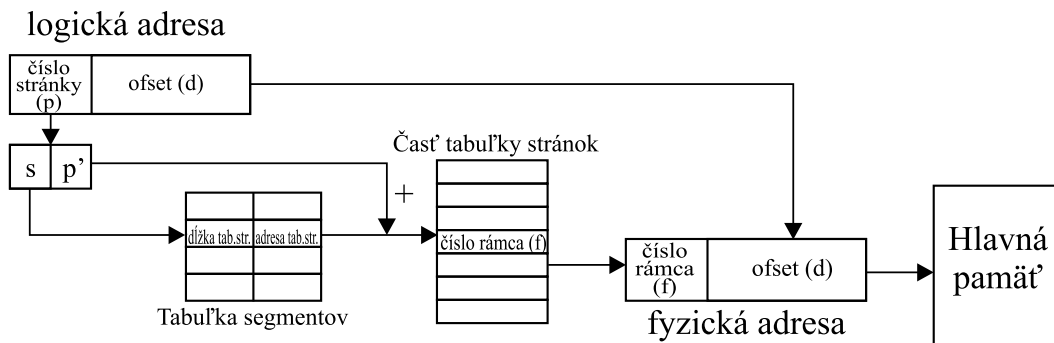 logická adresa
číslo
stránky
(p)
ofset (d)
s
p’
+
Časť tabuľky stránok
dĺžka tab.str.
adresa tab.str.
číslo rámca (f)
Tabuľka segmentov
číslo
rámca
(f)
ofset (d)
fyzická adresa
Hlavná
pamäť